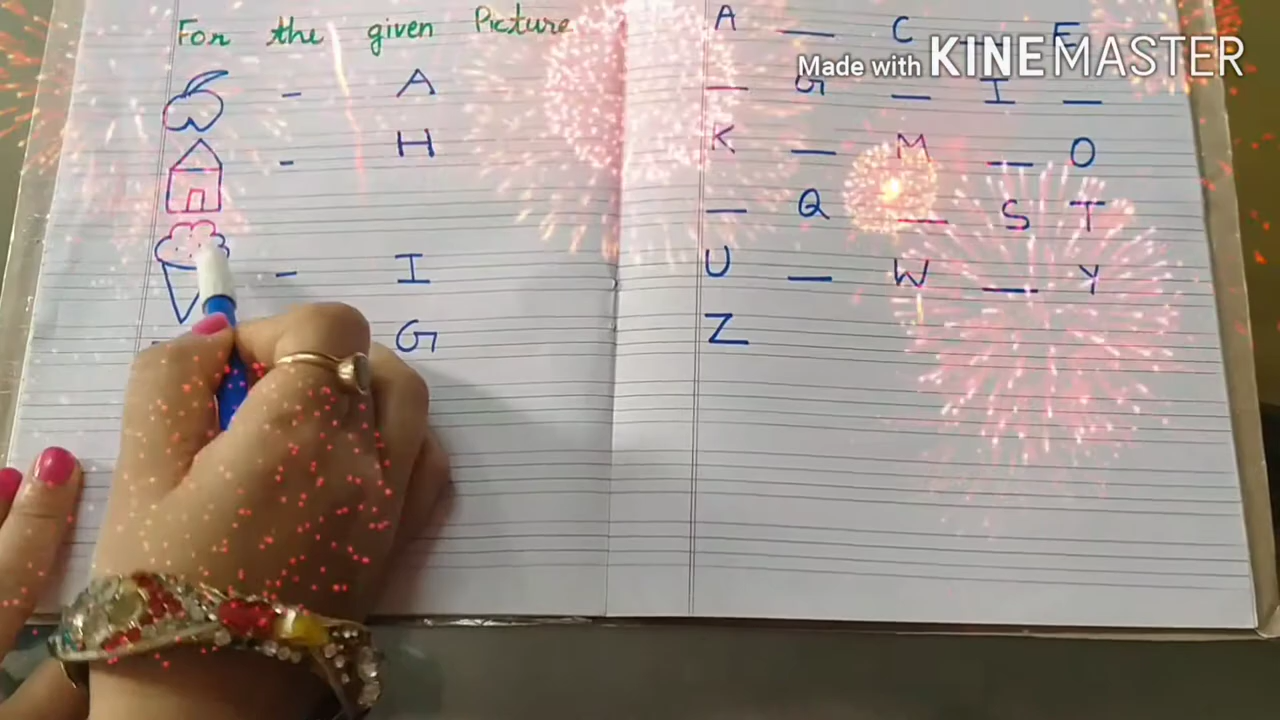 For the given Picture
- A
- H
- I
G
A _ C _ E
_ G _ I _
K _ M _ O
_ Q _ S T
U _ W _ Y
Z
Made with KINEMASTER